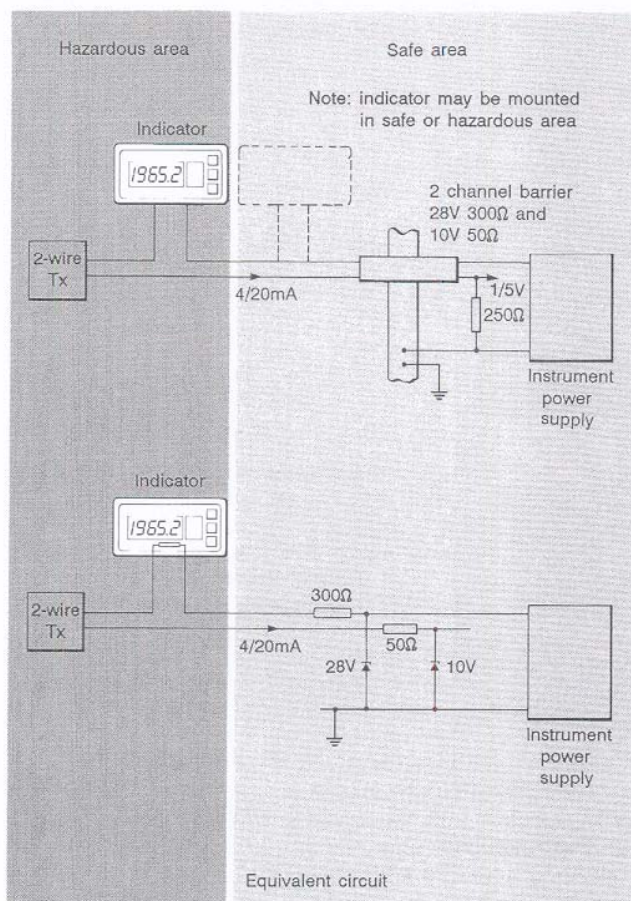 Hazardous area
Safe area
Note: indicator may be mounted
in safe or hazardous area
Indicator
1965.2
2 channel barrier
28V 300Ω and
10V 50Ω
2-wire
Tx
4/20mA
1/5V
250Ω
Instrument
power
supply
Indicator
1965.2
2-wire
Tx
300Ω
4/20mA
50Ω
28V
10V
Instrument
power
supply
Equivalent circuit